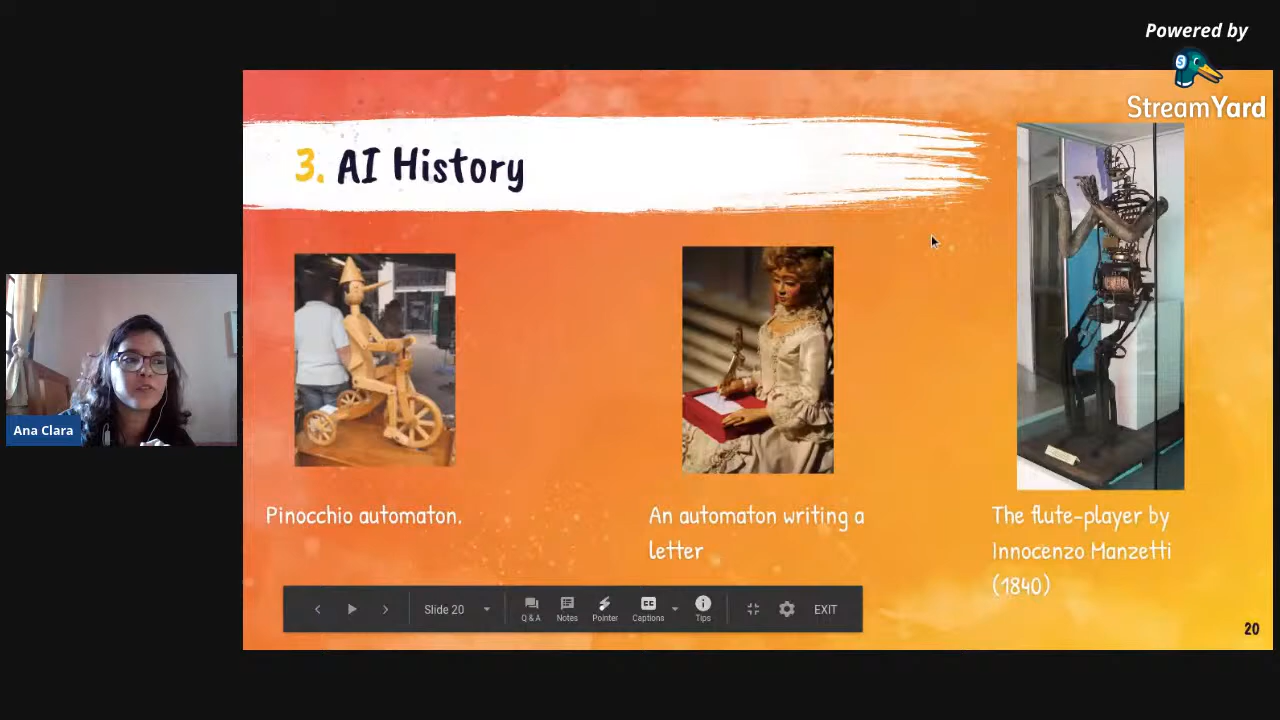 Powered by
StreamYard
3. AI History
Ana Clara
Pinocchio automaton.
An automaton writing a
letter
The flute-player by
Innocenzo Manzetti
(1840)
Slide 20
Q & A
Notes
Pointer
CC
Captions
Tips
EXIT
20